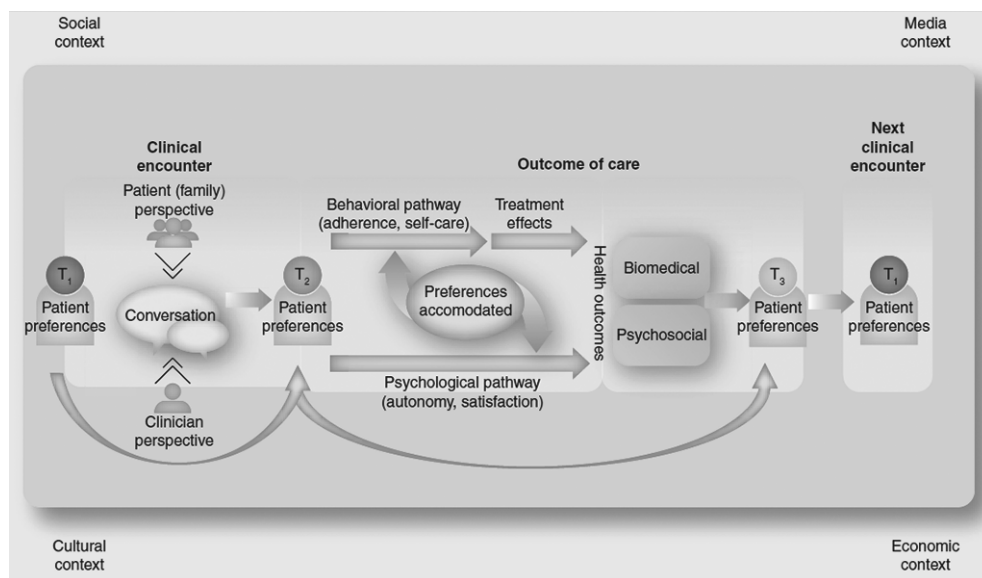 Social
context
Media
context
Clinical
encounter
Patient (family)
perspective
T1
Patient
preferences
Conversation
Clinician
perspective
T2
Patient
preferences
Outcome of care
Behavioral pathway
(adherence, self-care)
Treatment
effects
Preferences
accomodated
Psychological pathway
(autonomy, satisfaction)
Health outcomes
Biomedical
Psychosocial
T3
Patient
preferences
Next
clinical
encounter
T1
Patient
preferences
Cultural
context
Economic
context